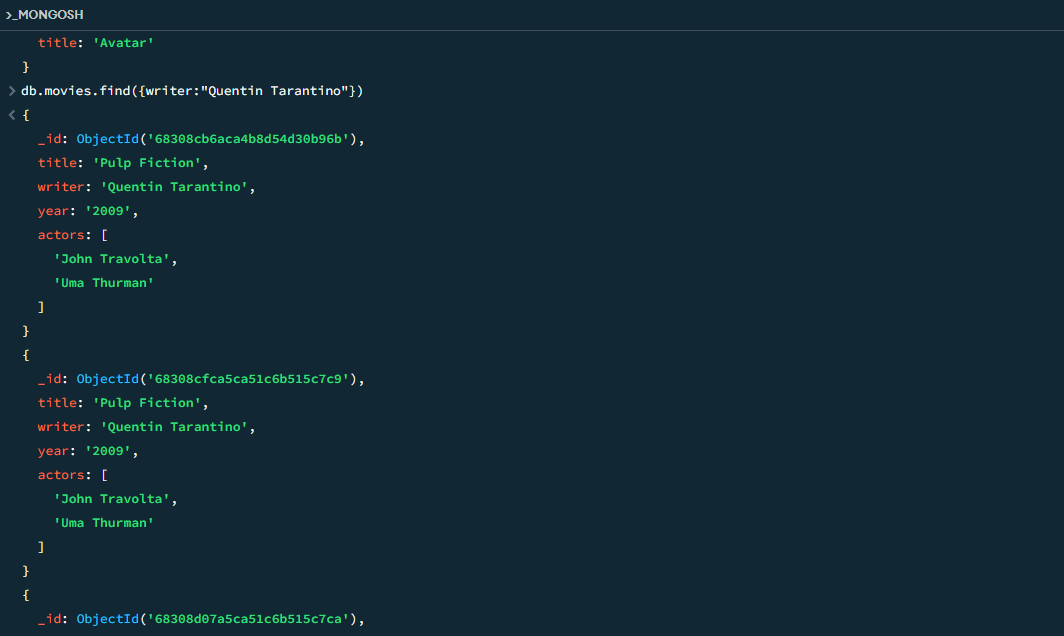 >_MONGOSH
title: 'Avatar'
}
> db.movies.find({writer:"Quentin Tarantino"})
< {
_id: ObjectId('68308cb6aca4b8d54d30b96b'),
title: 'Pulp Fiction',
writer: 'Quentin Tarantino',
year: '2009',
actors: [
'John Travolta',
'Uma Thurman'
]
}
{
_id: ObjectId('68308cfca5ca51c6b515c7c9'),
title: 'Pulp Fiction',
writer: 'Quentin Tarantino',
year: '2009',
actors: [
'John Travolta',
'Uma Thurman'
]
}
{
_id: ObjectId('68308d07a5ca51c6b515c7ca'),